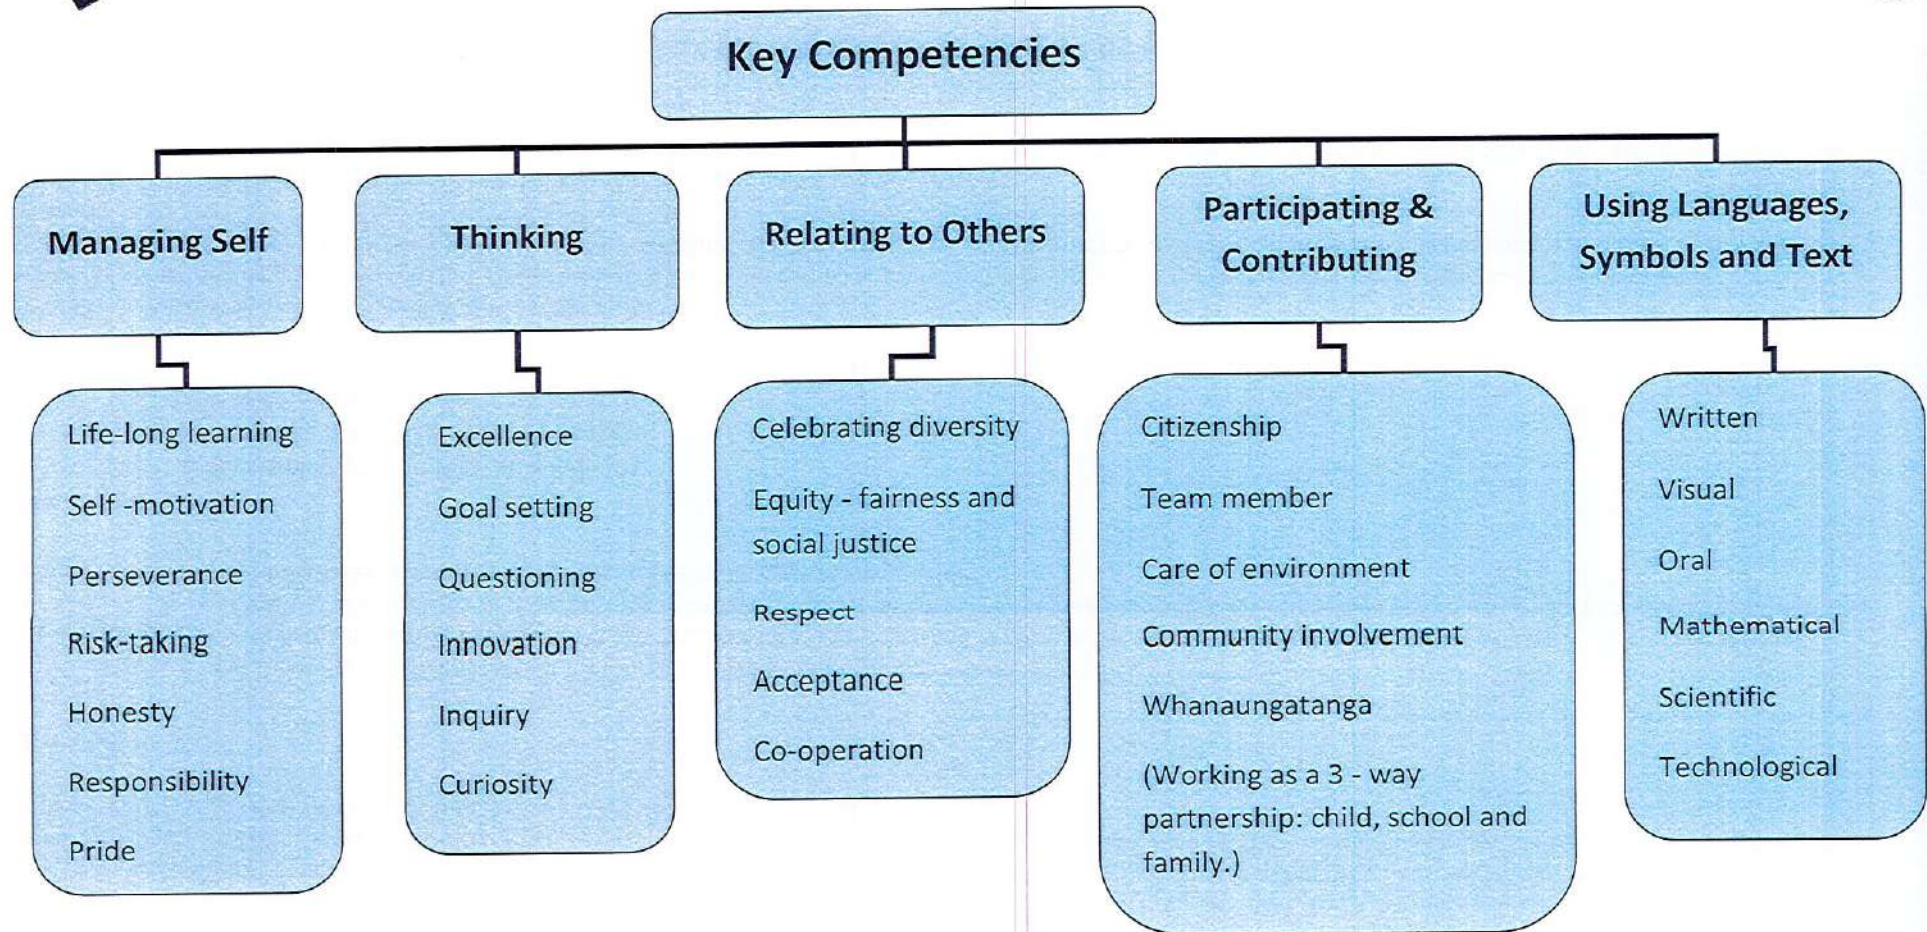 Key Competencies
Managing Self
Life-long learning
Self -motivation
Perseverance
Risk-taking
Honesty
Responsibility
Pride
Thinking
Excellence
Goal setting
Questioning
Innovation
Inquiry
Curiosity
Relating to Others
Celebrating diversity
Equity - fairness and
social justice
Respect
Acceptance
Co-operation
Participating &
Contributing
Citizenship
Team member
Care of environment
Community involvement
Whanaungatanga
(Working as a 3 - way
partnership: child, school and
family.)
Using Languages,
Symbols and Text
Written
Visual
Oral
Mathematical
Scientific
Technological